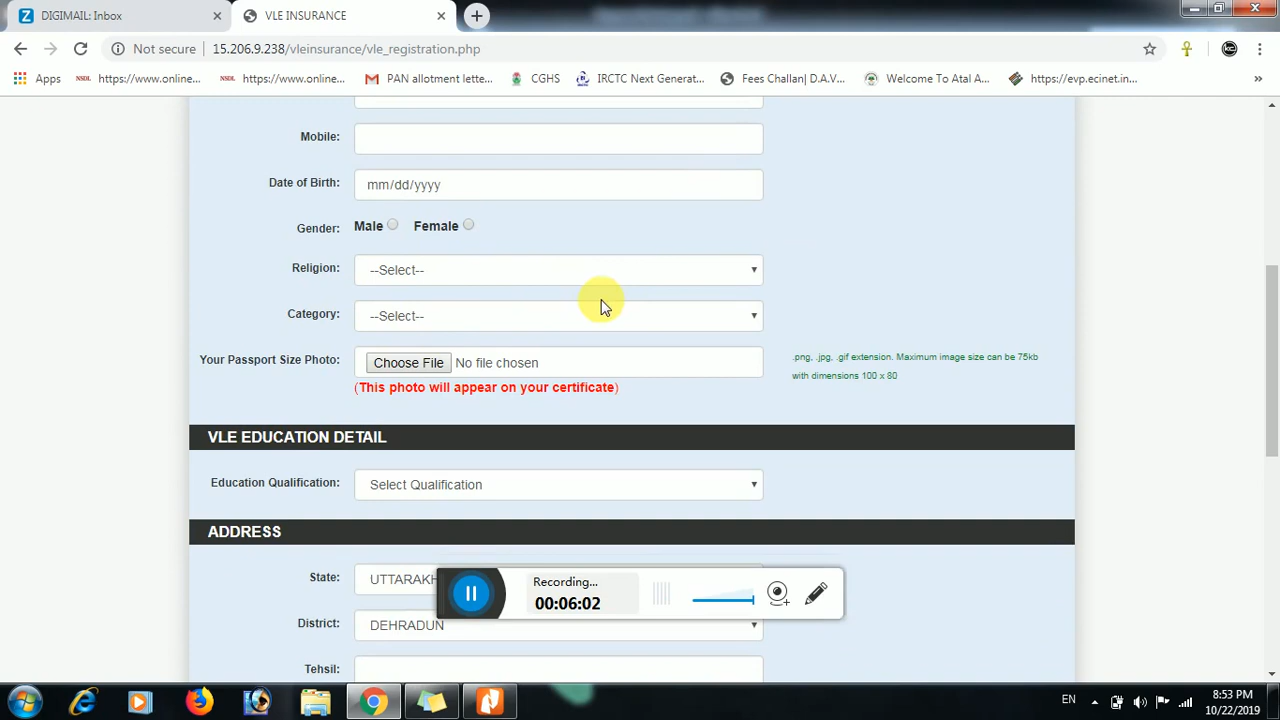 DIGIMAIL: Inbox
VLE INSURANCE
Not secure 15.206.9.238/vleinsurance/vle_registration.php
Apps
NSDL https://www.online...
NSDL https://www.online...
PAN allotment lette...
CGHS
IRCTC Next Generat...
Fees Challan| D.A.V...
Welcome To Atal A...
https://evp.ecinet.in...
»
Mobile:
Date of Birth: mm/dd/yyyy
Gender: Male Female
Religion: --Select--
Category: --Select--
Your Passport Size Photo: Choose File No file chosen
.png, .jpg, .gif extension. Maximum image size can be 75kb
with dimensions 100 x 80
(This photo will appear on your certificate)
VLE EDUCATION DETAIL
Education Qualification: Select Qualification
ADDRESS
State: UTTARAKH
Recording...
00:06:02
District: DEHRADUN
Tehsil:
EN
8:53 PM
10/22/2019